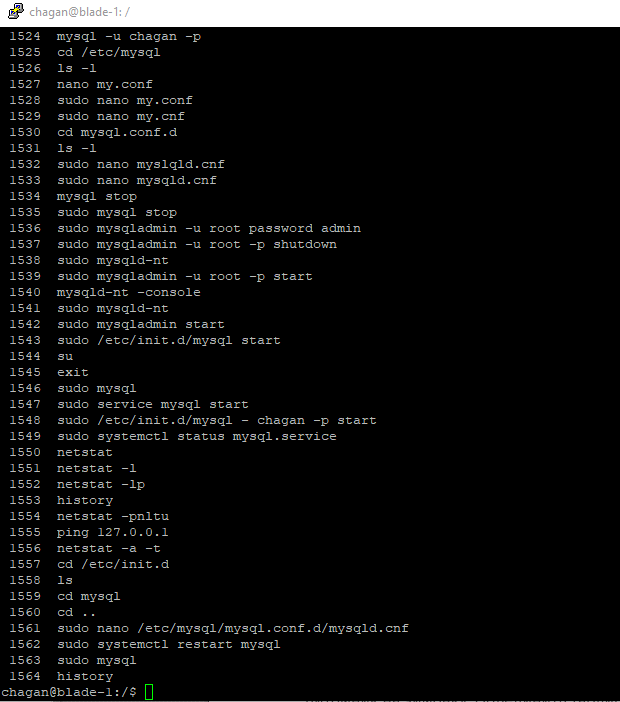 chagan@blade-1: /
1524 mysql -u chagan -p
1525 cd /etc/mysql
1526 ls -l
1527 nano my.conf
1528 sudo nano my.conf
1529 sudo nano my.cnf
1530 cd mysql.conf.d
1531 ls -l
1532 sudo nano myslqld.cnf
1533 sudo nano mysqld.cnf
1534 mysql stop
1535 sudo mysql stop
1536 sudo mysqladmin -u root password admin
1537 sudo mysqladmin -u root -p shutdown
1538 sudo mysqld-nt
1539 sudo mysqladmin -u root -p start
1540 mysqld-nt -console
1541 sudo mysqld-nt
1542 sudo mysqladmin start
1543 sudo /etc/init.d/mysql start
1544 su
1545 exit
1546 sudo mysql
1547 sudo service mysql start
1548 sudo /etc/init.d/mysql - chagan -p start
1549 sudo systemctl status mysql.service
1550 netstat
1551 netstat -l
1552 netstat -lp
1553 history
1554 netstat -pnltu
1555 ping 127.0.0.1
1556 netstat -a -t
1557 cd /etc/init.d
1558 ls
1559 cd mysql
1560 cd ..
1561 sudo nano /etc/mysql/mysql.conf.d/mysqld.cnf
1562 sudo systemctl restart mysql
1563 sudo mysql
1564 history
chagan@blade-1:/$